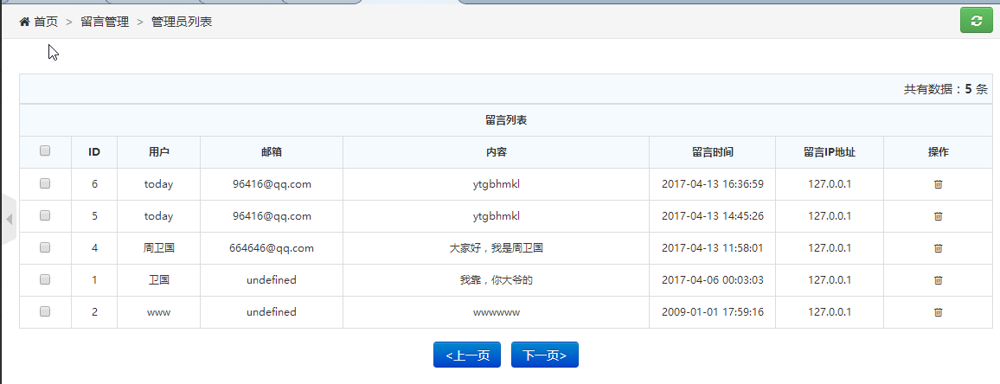 首页 > 留言管理 > 管理员列表
共有数据：5 条
留言列表
ID 用户 邮箱 内容 留言时间 留言IP地址 操作
6 today 96416@qq.com ytgbhmkl 2017-04-13 16:36:59 127.0.0.1
5 today 96416@qq.com ytgbhmkl 2017-04-13 14:45:26 127.0.0.1
4 周卫国 664646@qq.com 大家好，我是周卫国 2017-04-13 11:58:01 127.0.0.1
1 卫国 undefined 我靠，你大爷的 2017-04-06 00:03:03 127.0.0.1
2 www undefined wwwwww 2009-01-01 17:59:16 127.0.0.1
<上一页 下一页>